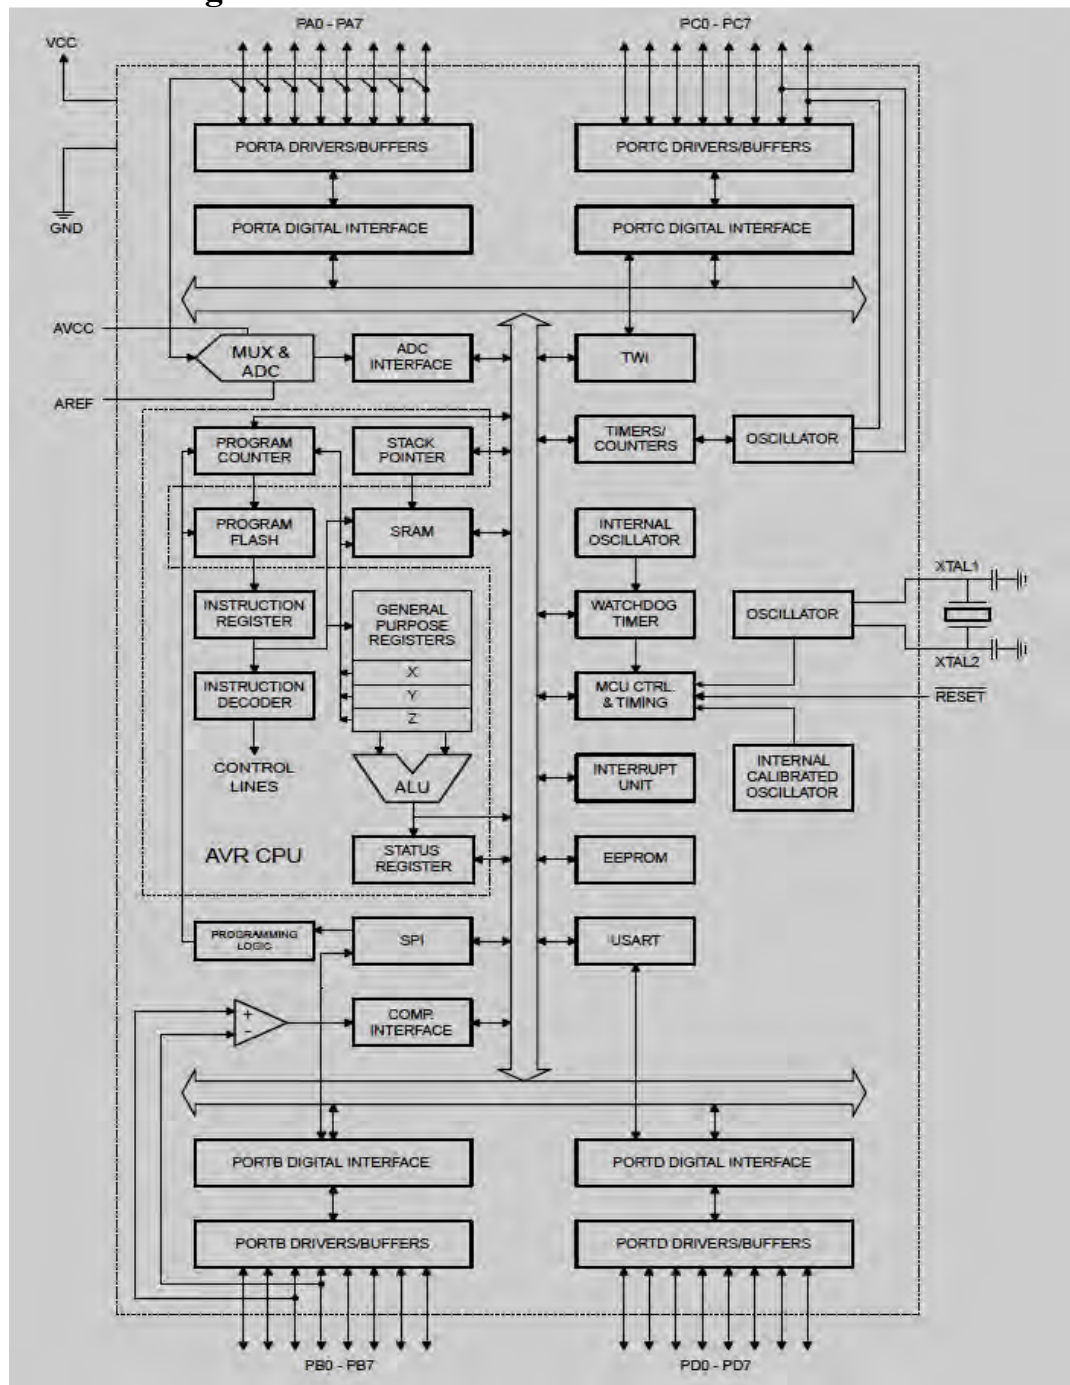 PA0 - PA7
PC0 - PC7
VCC
PORTA DRIVERS/BUFFERS
PORTC DRIVERS/BUFFERS
GND
PORTA DIGITAL INTERFACE
PORTC DIGITAL INTERFACE
AVCC
MUX &
ADC
ADC
INTERFACE
TWI
AREF
PROGRAM
COUNTER
STACK
POINTER
TIMERS/
COUNTERS
OSCILLATOR
PROGRAM
FLASH
SRAM
INTERNAL
OSCILLATOR
XTAL1
INSTRUCTION
REGISTER
GENERAL
PURPOSE
REGISTERS
WATCHDOG
TIMER
OSCILLATOR
XTAL2
X
INSTRUCTION
DECODER
Y
MCU CTRL.
& TIMING
RESET
Z
CONTROL
LINES
ALU
INTERRUPT
UNIT
INTERNAL
CALIBRATED
OSCILLATOR
AVR CPU
STATUS
REGISTER
EEPROM
PROGRAMMING
LOGIC
SPI
USART
+
-
COMP.
INTERFACE
PORTB DIGITAL INTERFACE
PORTD DIGITAL INTERFACE
PORTB DRIVERS/BUFFERS
PORTD DRIVERS/BUFFERS
PB0 - PB7
PD0 - PD7